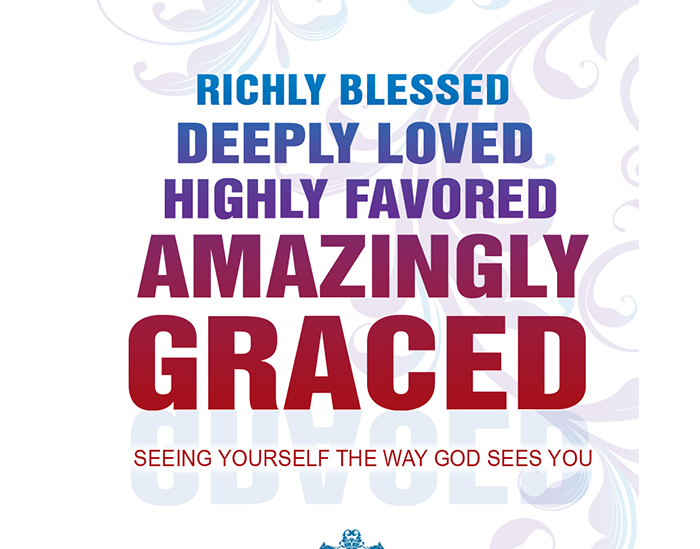 RICHLY BLESSED
DEEPLY LOVED
HIGHLY FAVORED
AMAZINGLY
GRACED
SEEING YOURSELF THE WAY GOD SEES YOU